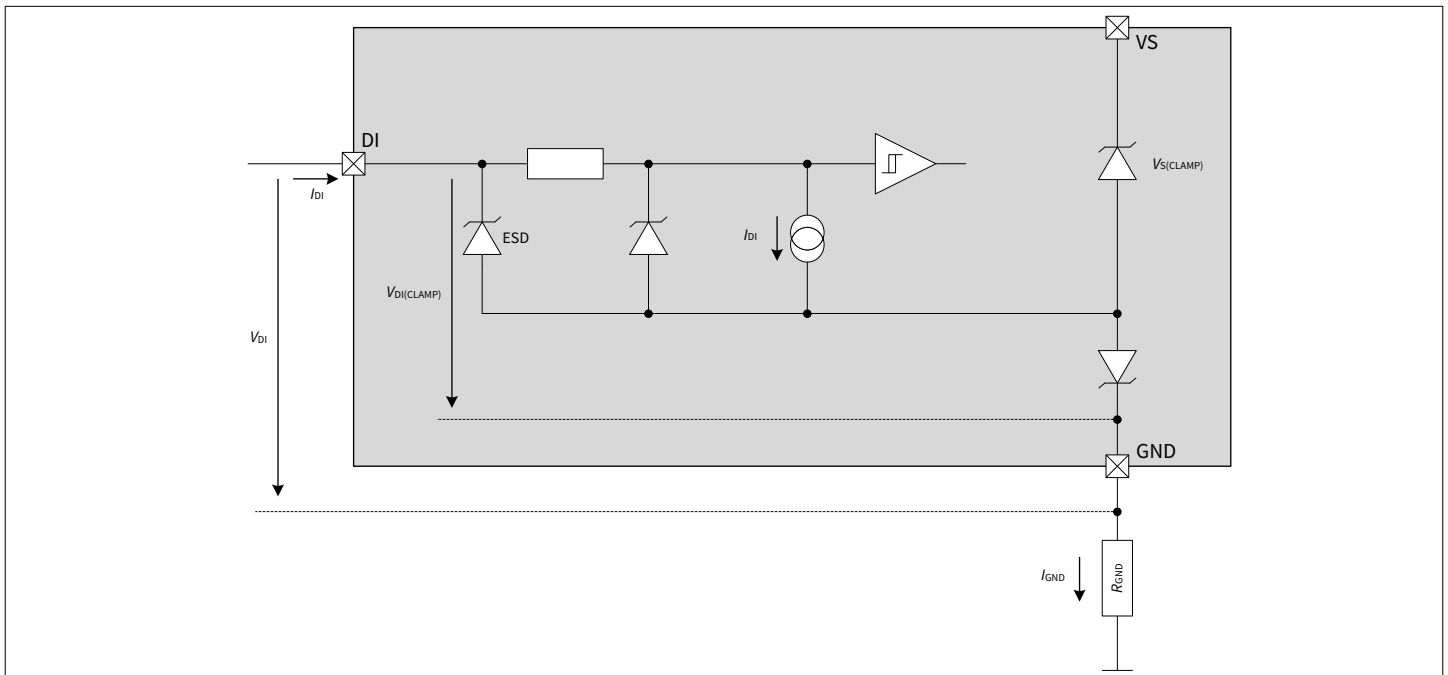 VS
DI
VS(CLAMP)
IDI
ESD
IDI
VDI(CLAMP)
VDI
GND
IGND
RGND